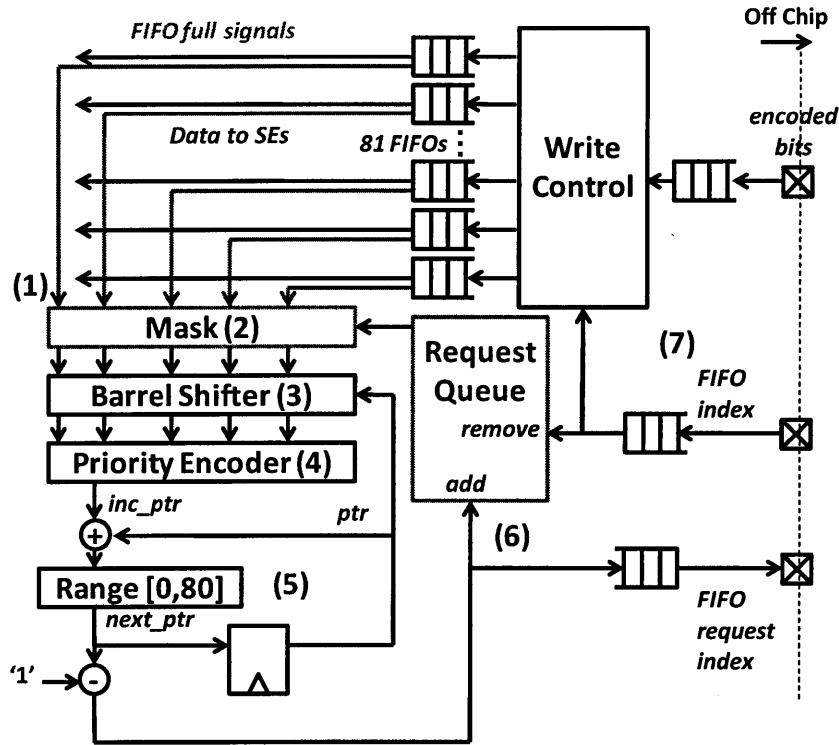 Off Chip
FIFO full signals
Data to SEs
81 FIFOs
Write
Control
encoded
bits
(1)
Mask (2)
Request
Queue
remove
add
(7)
FIFO
index
Barrel Shifter (3)
Priority Encoder (4)
inc_ptr
ptr
+
(6)
Range [0,80]
(5)
next_ptr
FIFO
request
index
'1'
-